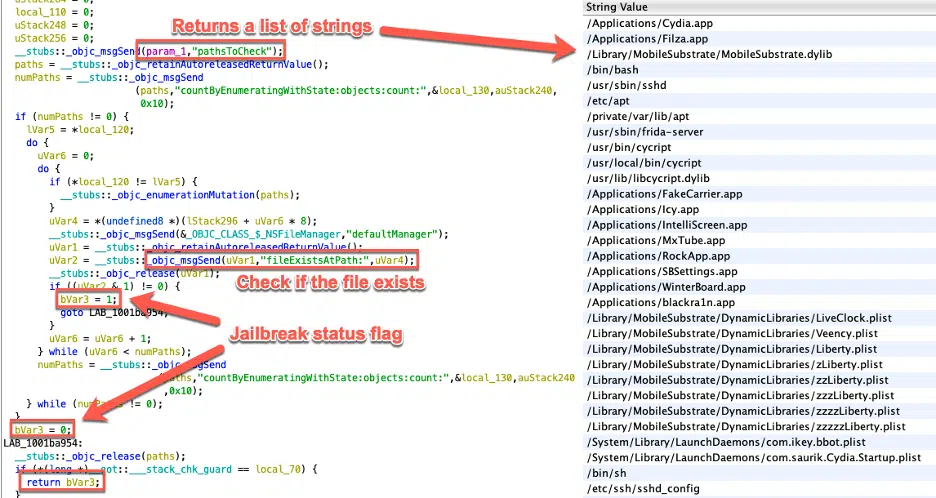 local_110 = 0;
uStack248 = 0;
uStack256 = 0;
__stubs::_objc_msgSend(param_1,"pathsToCheck");
paths = __stubs::_objc_retainAutoreleasedReturnValue();
numPaths = __stubs::_objc_msgSend
(paths,"countByEnumeratingWithState:objects:count:",&local_130,auStack240,
0x10);
if (numPaths != 0) {
lVar5 = *local_120;
do {
uVar6 = 0;
do {
if (*local_120 != lVar5) {
__stubs::_objc_enumerationMutation(paths);
}
uVar4 = *(undefined8 *)(lStack296 + uVar6 * 8);
__stubs::_objc_msgSend(&_OBJC_CLASS_$_NSFileManager,"defaultManager");
uVar1 = __stubs::_objc_retainAutoreleasedReturnValue();
uVar2 = __stubs::_objc_msgSend(uVar1,"fileExistsAtPath:",uVar4);
__stubs::_objc_release(uVar1);
if ((uVar2 & 1) != 0) {
bVar3 = 1;
goto LAB_1001ba954;
}
uVar6 = uVar6 + 1;
} while (uVar6 < numPaths);
numPaths = __stubs::_objc_msgSend
(paths,"countByEnumeratingWithState:objects:count:",&local_130,auStack240
,0x10);
} while (numPaths != 0);
}
bVar3 = 0;
LAB_1001ba954:
__stubs::_objc_release(paths);
if (*(long *)__got::___stack_chk_guard == local_70) {
return bVar3;
}
Returns a list of strings
Check if the file exists
Jailbreak status flag
String Value
/Applications/Cydia.app
/Applications/Filza.app
/Library/MobileSubstrate/MobileSubstrate.dylib
/bin/bash
/usr/sbin/sshd
/etc/apt
/private/var/lib/apt
/usr/sbin/frida-server
/usr/bin/cycript
/usr/local/bin/cycript
/usr/lib/libcycript.dylib
/Applications/FakeCarrier.app
/Applications/Icy.app
/Applications/IntelliScreen.app
/Applications/MxTube.app
/Applications/RockApp.app
/Applications/SBSettings.app
/Applications/WinterBoard.app
/Applications/blackra1n.app
/Library/MobileSubstrate/DynamicLibraries/LiveClock.plist
/Library/MobileSubstrate/DynamicLibraries/Veency.plist
/Library/MobileSubstrate/DynamicLibraries/Liberty.plist
/Library/MobileSubstrate/DynamicLibraries/zLiberty.plist
/Library/MobileSubstrate/DynamicLibraries/zzLiberty.plist
/Library/MobileSubstrate/DynamicLibraries/zzzLiberty.plist
/Library/MobileSubstrate/DynamicLibraries/zzzzLiberty.plist
/Library/MobileSubstrate/DynamicLibraries/zzzzzLiberty.plist
/System/Library/LaunchDaemons/com.ikey.bbot.plist
/System/Library/LaunchDaemons/com.saurik.Cydia.Startup.plist
/bin/sh
/etc/ssh/sshd_config